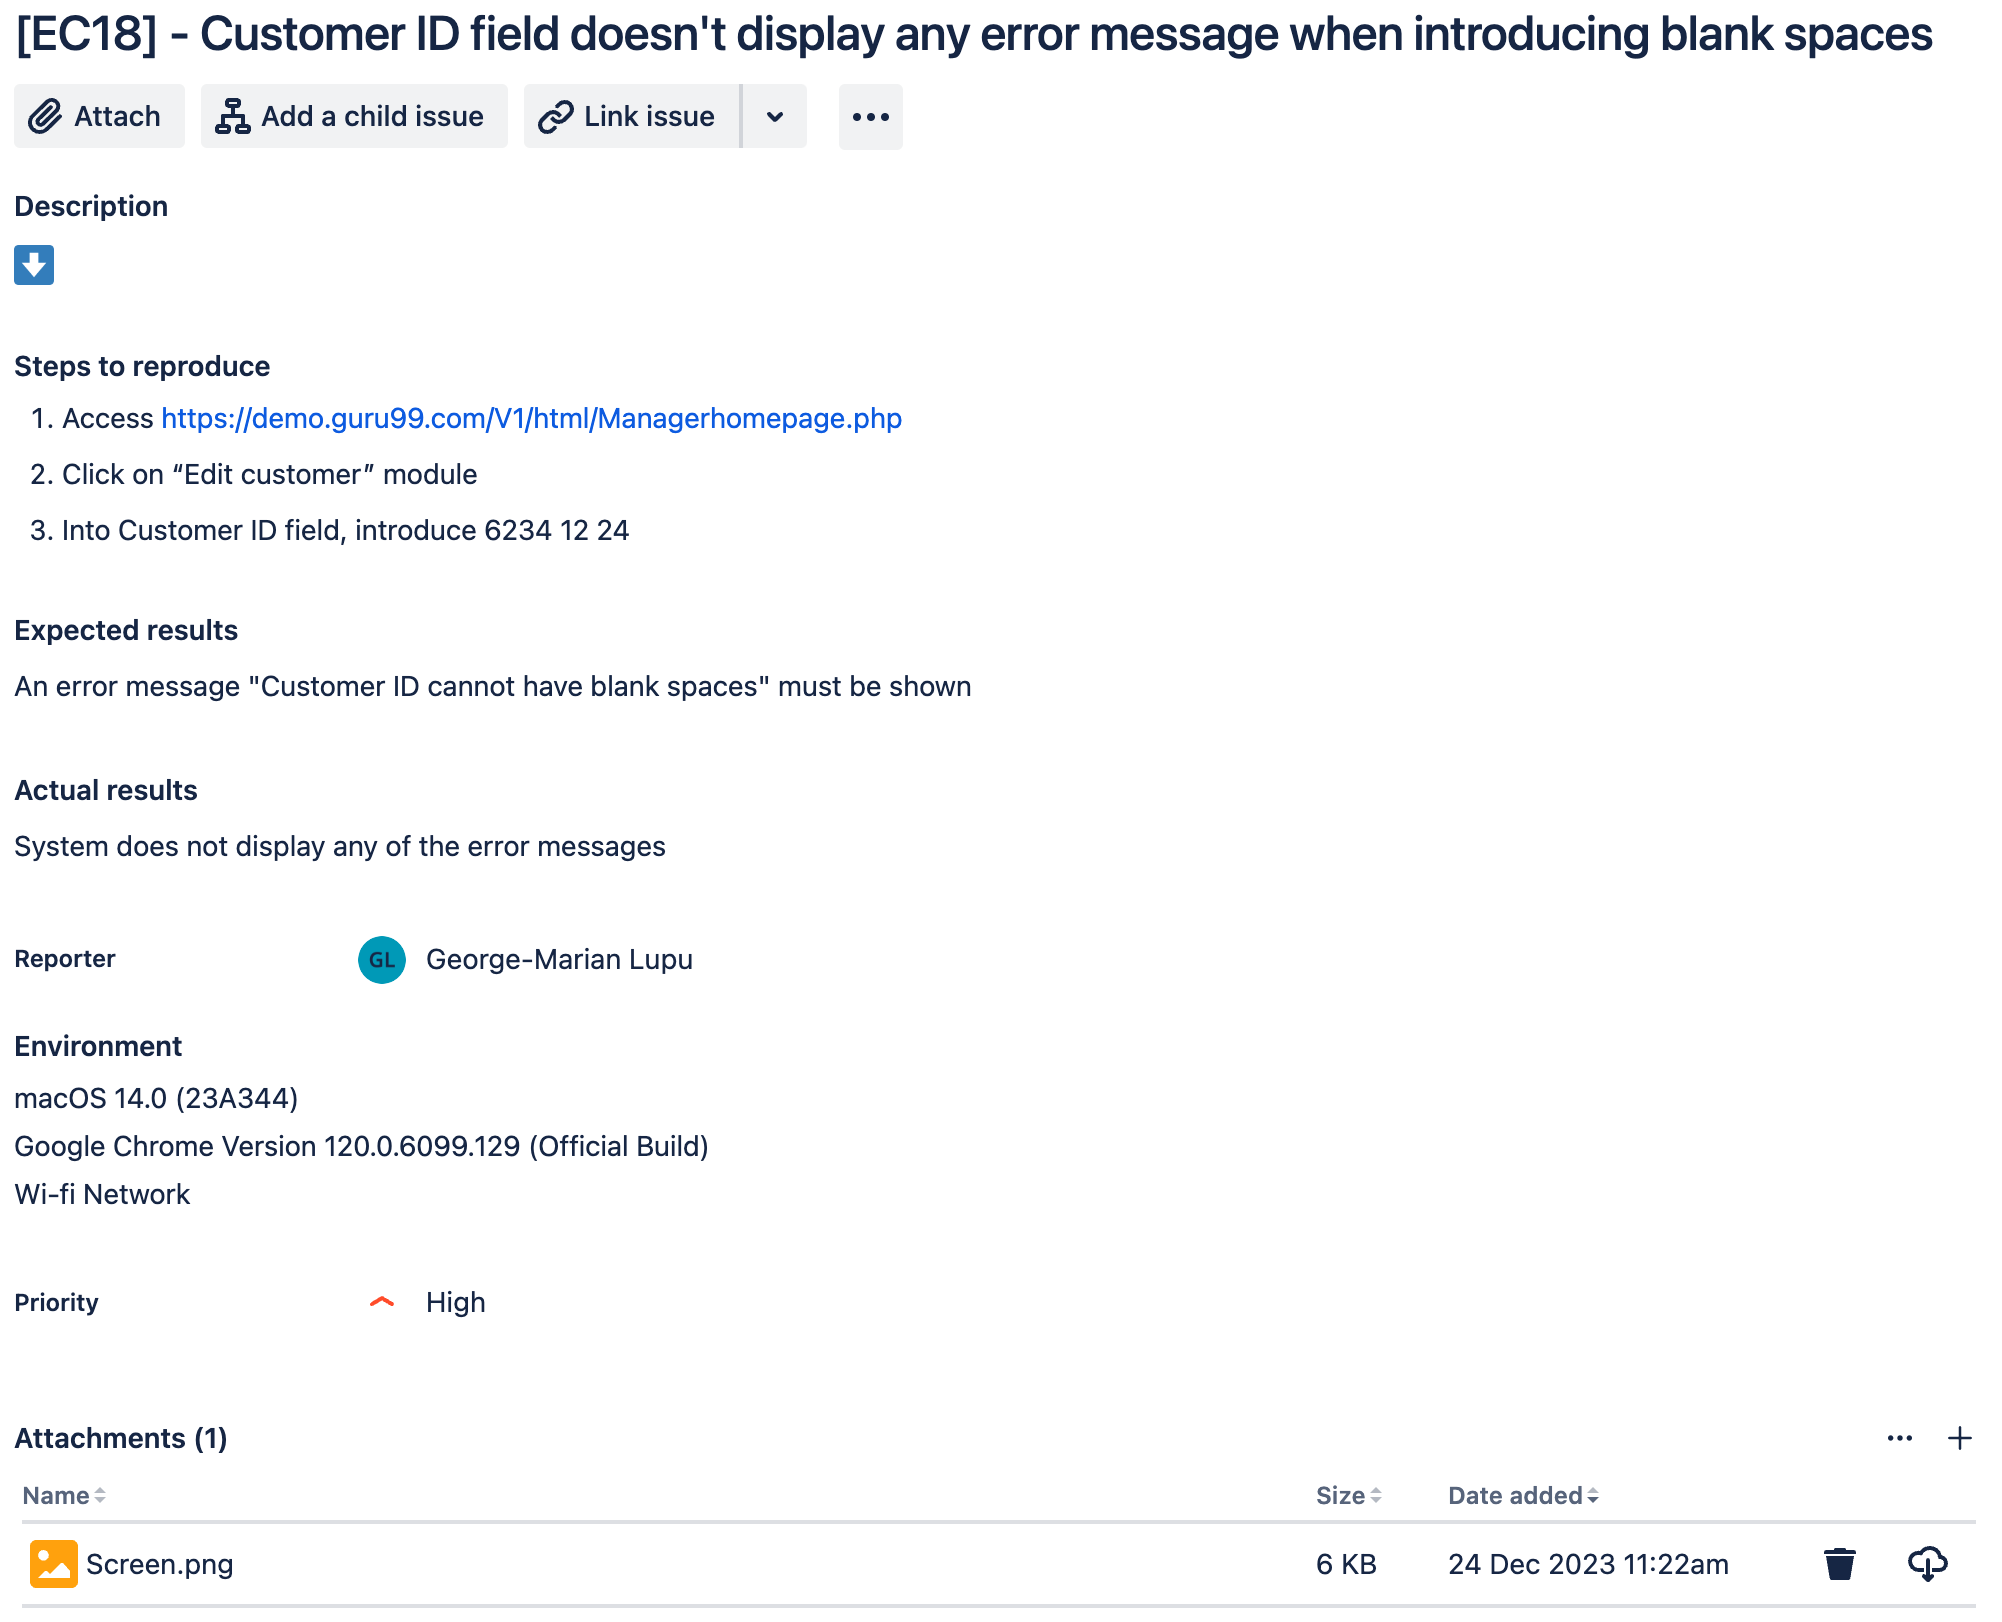 [EC18] - Customer ID field doesn't display any error message when introducing blank spaces
Attach
Add a child issue
Link issue
Description
Steps to reproduce
1. Access https://demo.guru99.com/V1/html/Managerhomepage.php
2. Click on “Edit customer” module
3. Into Customer ID field, introduce 6234 12 24
Expected results
An error message "Customer ID cannot have blank spaces" must be shown
Actual results
System does not display any of the error messages
Reporter GL George-Marian Lupu
Environment
macOS 14.0 (23A344)
Google Chrome Version 120.0.6099.129 (Official Build)
Wi-fi Network
Priority High
Attachments (1)
Name Size Date added
Screen.png 6 KB 24 Dec 2023 11:22am